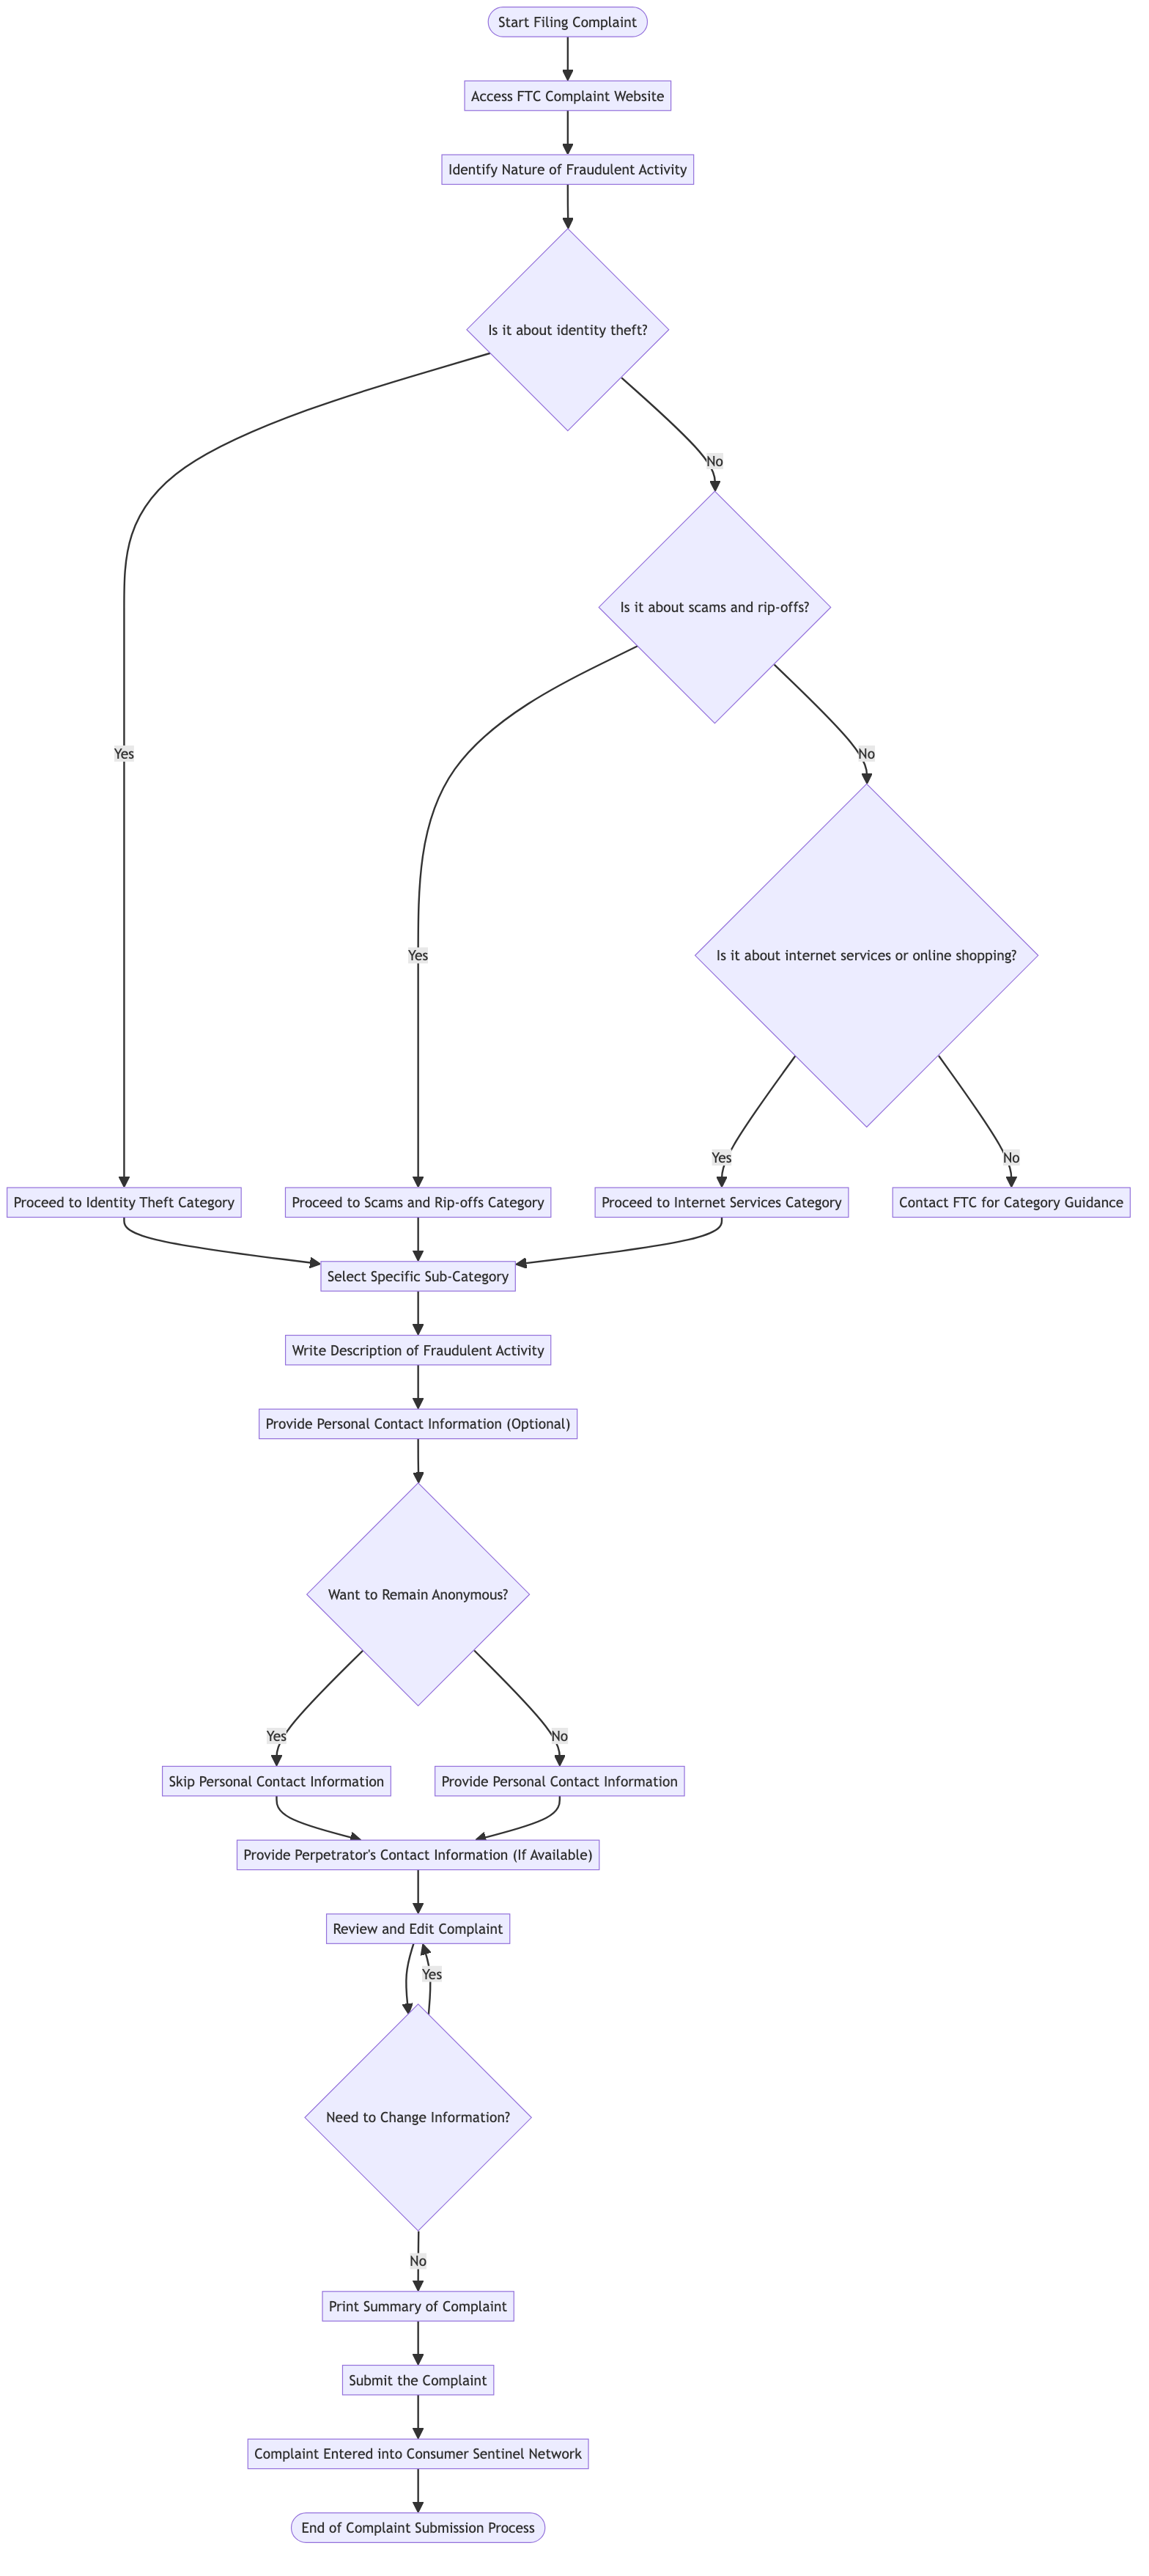 Start Filing Complaint
Access FTC Complaint Website
Identify Nature of Fraudulent Activity
Is it about identity theft?
No
Is it about scams and rip-offs?
Yes
No
Yes
Is it about internet services or online shopping?
Yes
No
Proceed to Identity Theft Category
Proceed to Scams and Rip-offs Category
Proceed to Internet Services Category
Contact FTC for Category Guidance
Select Specific Sub-Category
Write Description of Fraudulent Activity
Provide Personal Contact Information (Optional)
Want to Remain Anonymous?
Yes
No
Skip Personal Contact Information
Provide Personal Contact Information
Provide Perpetrator's Contact Information (If Available)
Review and Edit Complaint
Yes
Need to Change Information?
No
Print Summary of Complaint
Submit the Complaint
Complaint Entered into Consumer Sentinel Network
End of Complaint Submission Process